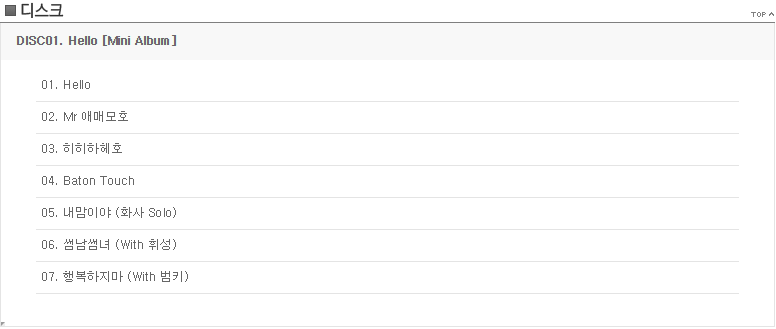 디스크
TOP
DISC01. Hello [Mini Album]
01. Hello
02. Mr 애매모호
03. 히히하헤호
04. Baton Touch
05. 내맘이야 (화사 Solo)
06. 썸남썸녀 (With 휘성)
07. 행복하지마 (With 범키)